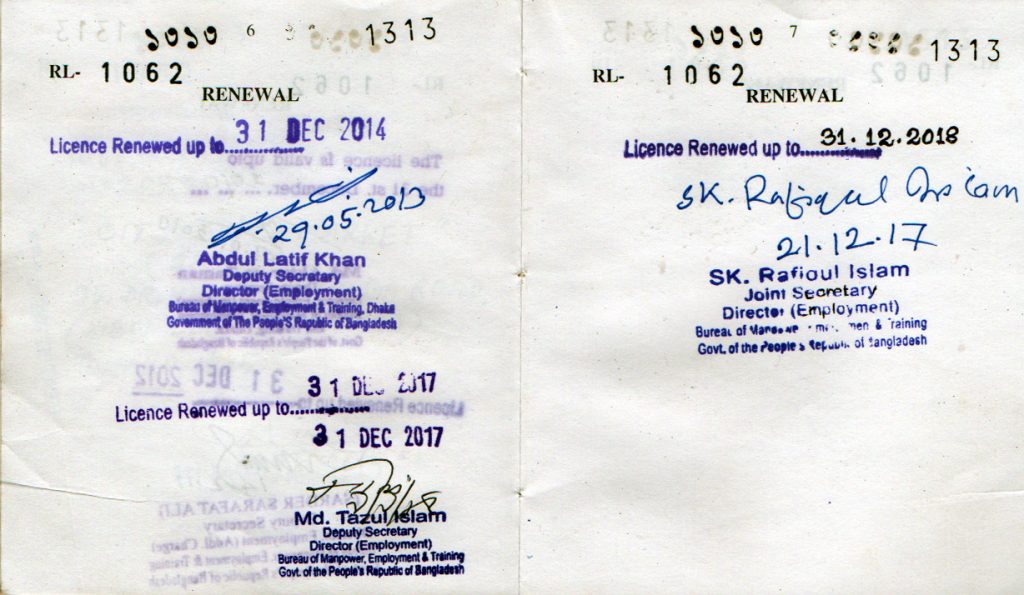 6
1313
RL- 1062
RENEWAL
Licence Renewed up to 31 DEC 2014
29.05.2013
Abdul Latif Khan
Deputy Secretary
Director (Employment)
Bureau of Manpower, Employment & Training, Dhaka
Government of The People'S Republic of Bangladesh
31 DEC 2017
Licence Renewed up to
31 DEC 2017
Md. Tazul Islam
Deputy Secretary
Director (Employment)
Bureau of Manpower, Employment & Training
Govt. of the People's Republic of Bangladesh
7
1313
RL- 1062
RENEWAL
Licence Renewed up to 31.12.2018
SK. Rafiqul Islam
21.12.17
SK. Rafioul Islam
Joint Secretary
Director (Employment)
Bureau of & Training
Govt. of the People's Republic of Bangladesh